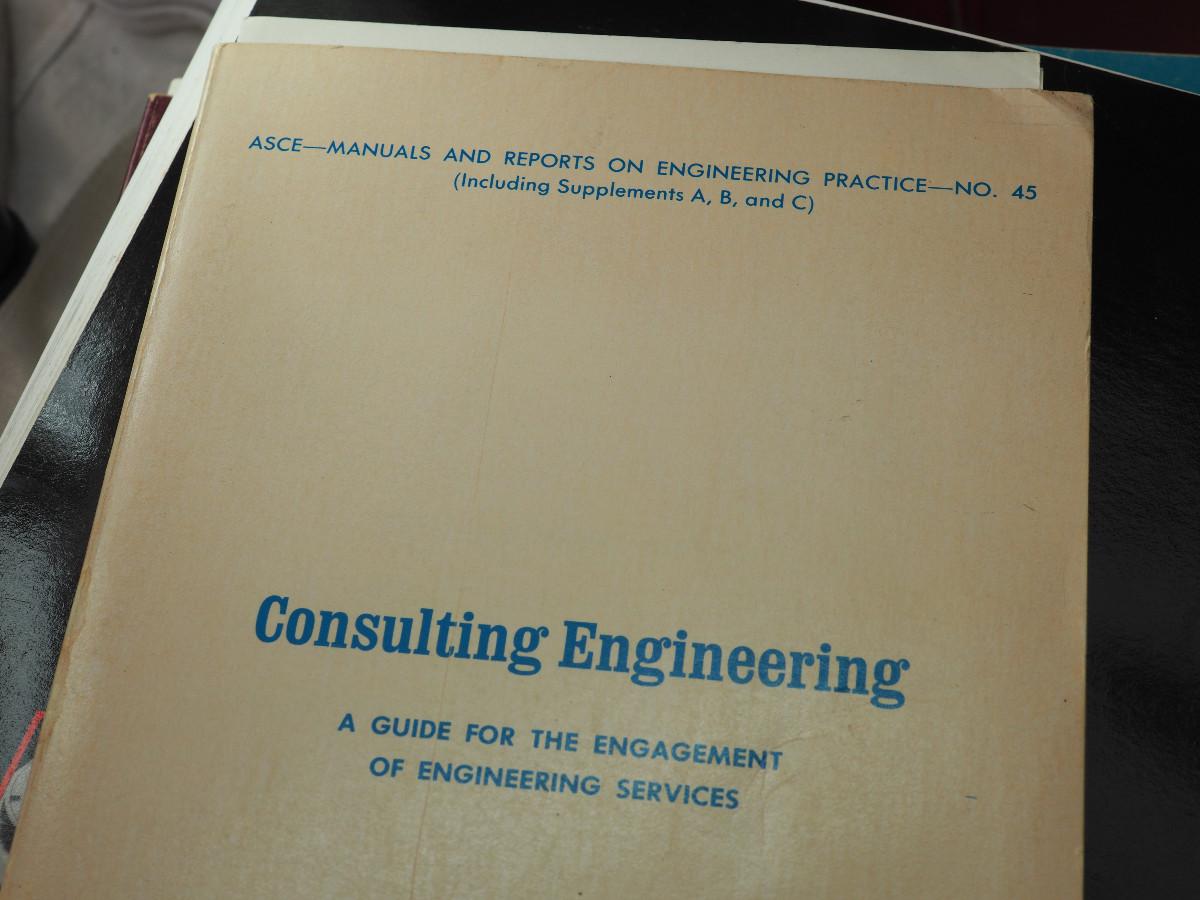 ASCE—MANUALS AND REPORTS ON ENGINEERING PRACTICE—NO. 45
(Including Supplements A, B, and C)
Consulting Engineering
A GUIDE FOR THE ENGAGEMENT
OF ENGINEERING SERVICES